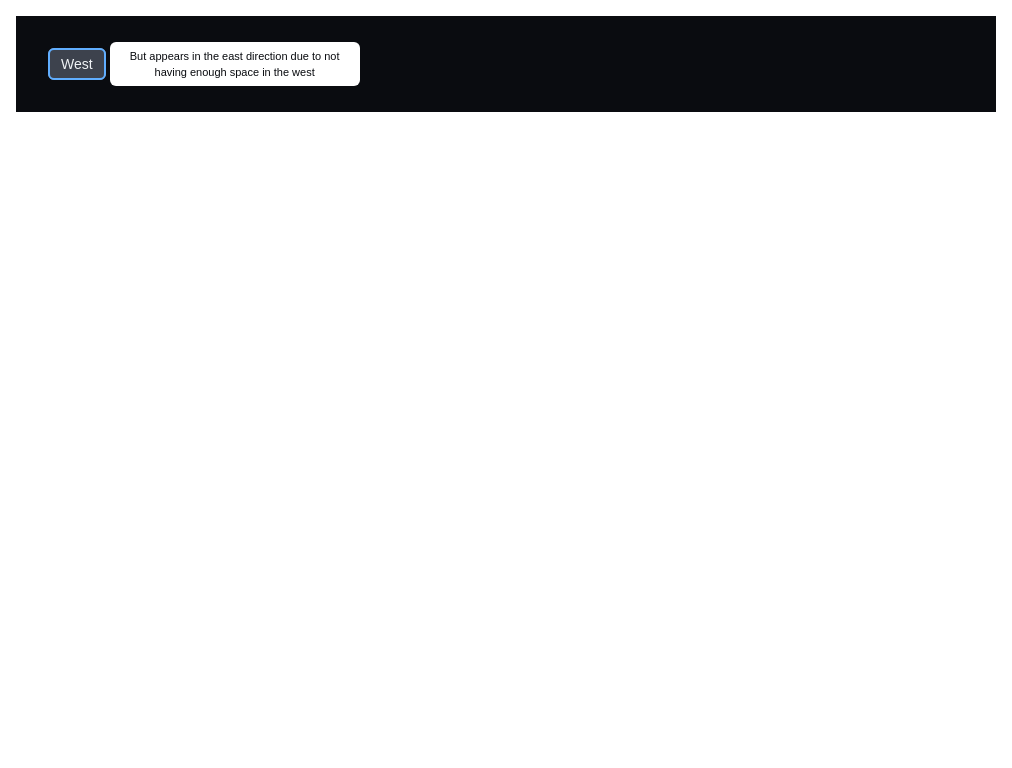 West
But appears in the east direction due to not
having enough space in the west